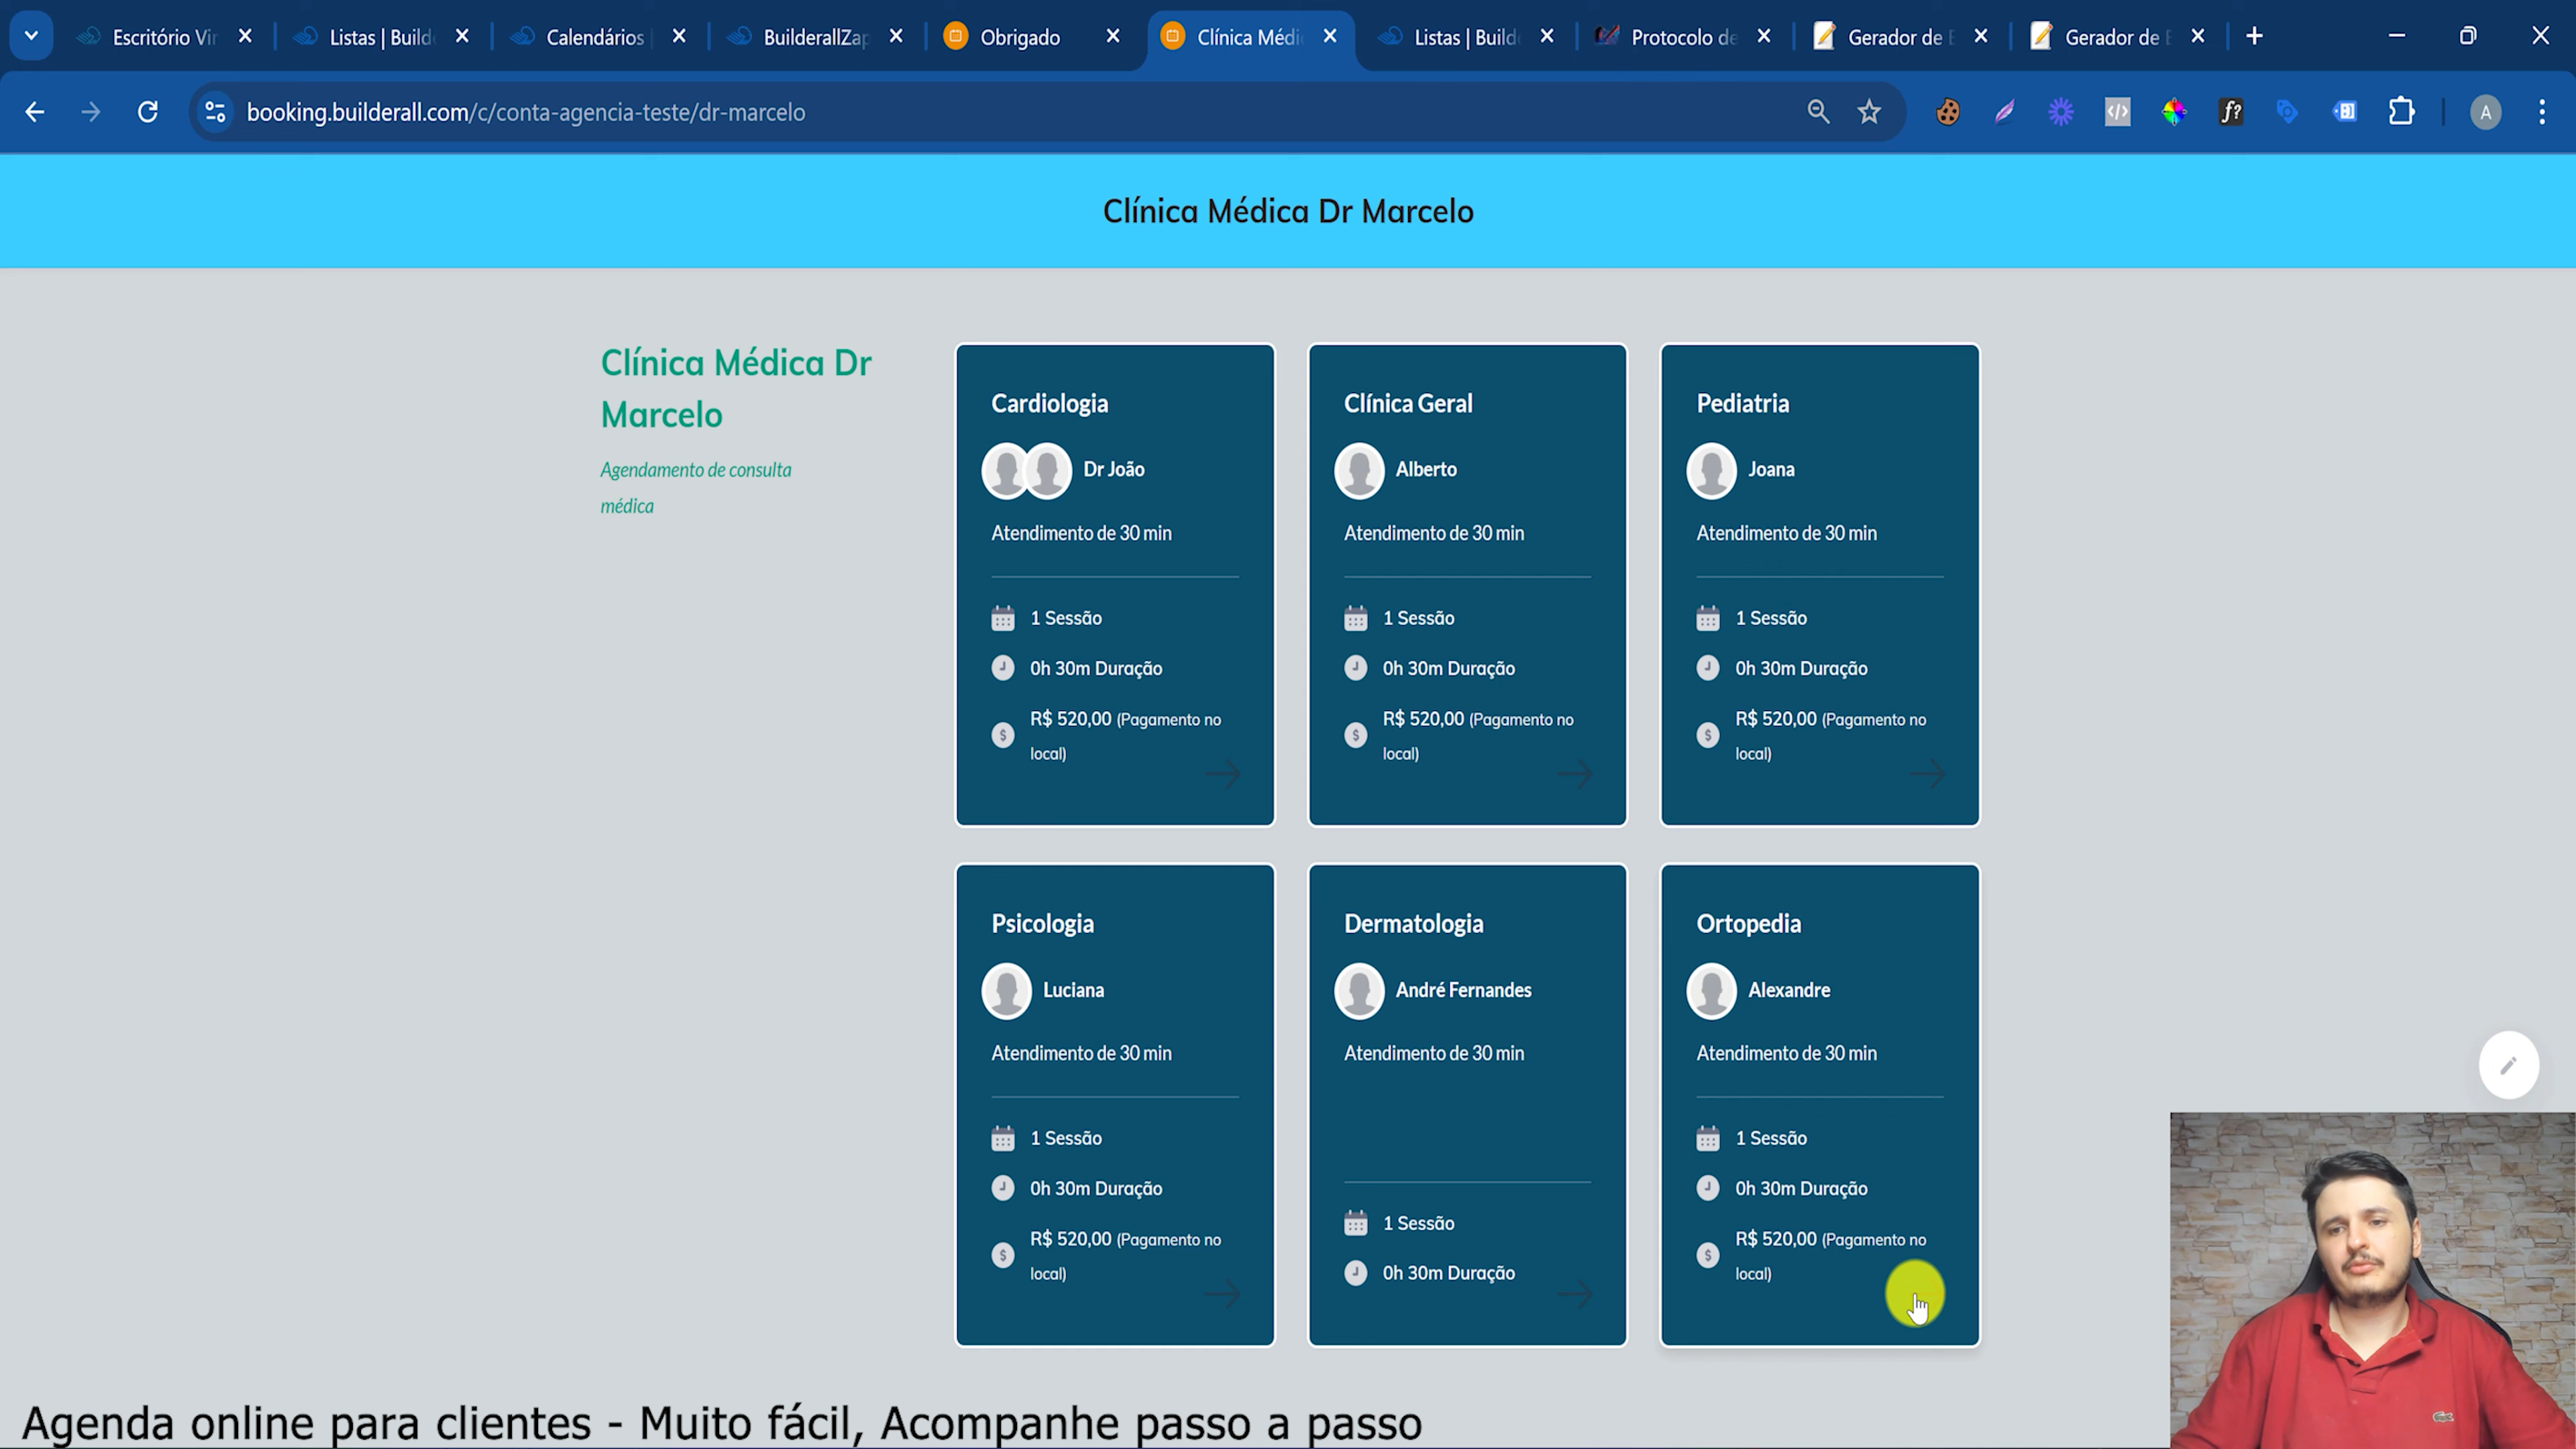 Escritório Vir
Listas | Build
Calendários
BuilderallZap
Obrigado
Clínica Médi
Listas | Build
Protocolo de
Gerador de E
Gerador de E
booking.builderall.com/c/conta-agencia-teste/dr-marcelo
f?
A
Clínica Médica Dr Marcelo
Clínica Médica Dr
Marcelo
Agendamento de consulta
médica
Cardiologia
Dr João
Atendimento de 30 min
1 Sessão
0h 30m Duração
R$ 520,00 (Pagamento no
local)
Clínica Geral
Alberto
Atendimento de 30 min
1 Sessão
0h 30m Duração
R$ 520,00 (Pagamento no
local)
Pediatria
Joana
Atendimento de 30 min
1 Sessão
0h 30m Duração
R$ 520,00 (Pagamento no
local)
Psicologia
Luciana
Atendimento de 30 min
1 Sessão
0h 30m Duração
R$ 520,00 (Pagamento no
local)
Dermatologia
André Fernandes
Atendimento de 30 min
1 Sessão
0h 30m Duração
Ortopedia
Alexandre
Atendimento de 30 min
1 Sessão
0h 30m Duração
R$ 520,00 (Pagamento no
local)
Agenda online para clientes - Muito fácil, Acompanhe passo a passo